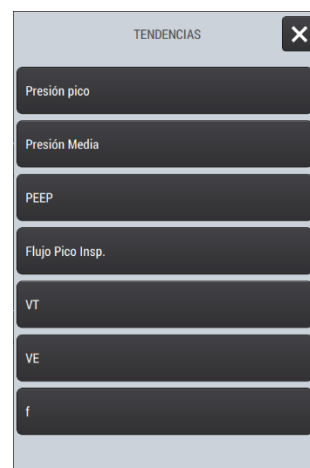 TENDENCIAS
Presión pico
Presión Media
PEEP
Flujo Pico Insp.
VT
VE
f